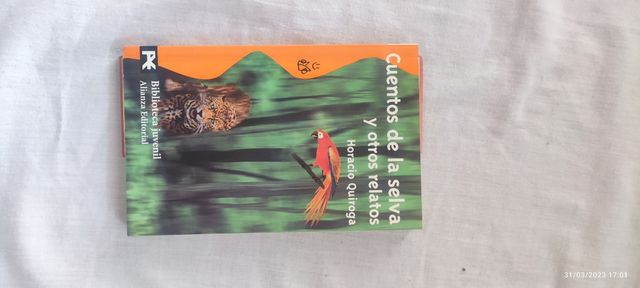 Cuentos de la selva
y otros relatos
Horacio Quiroga
Biblioteca juvenil
Alianza Editorial
31/03/2023 17:01